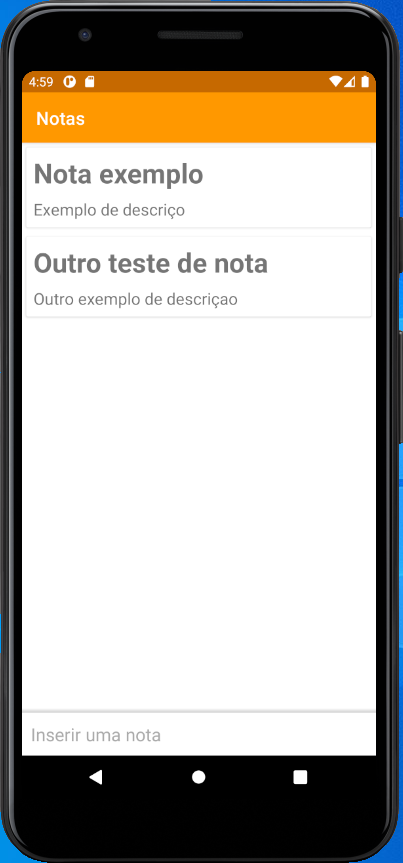 4:59
Notas
Nota exemplo
Exemplo de descriço
Outro teste de nota
Outro exemplo de descriçao
Inserir uma nota